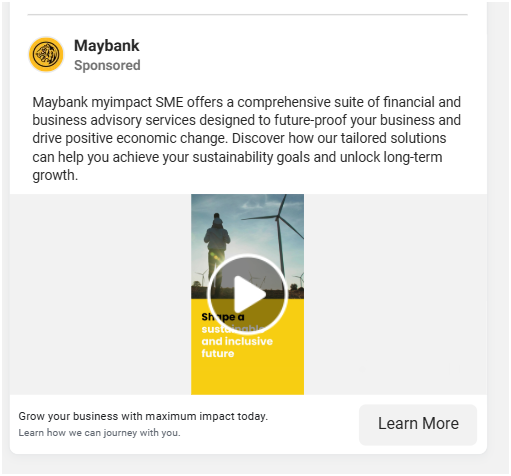 Maybank
Sponsored
Maybank myimpact SME offers a comprehensive suite of financial and
business advisory services designed to future-proof your business and
drive positive economic change. Discover how our tailored solutions
can help you achieve your sustainability goals and unlock long-term
growth.
Shape a
sustainable
and inclusive
future
Grow your business with maximum impact today.
Learn how we can journey with you.
Learn More